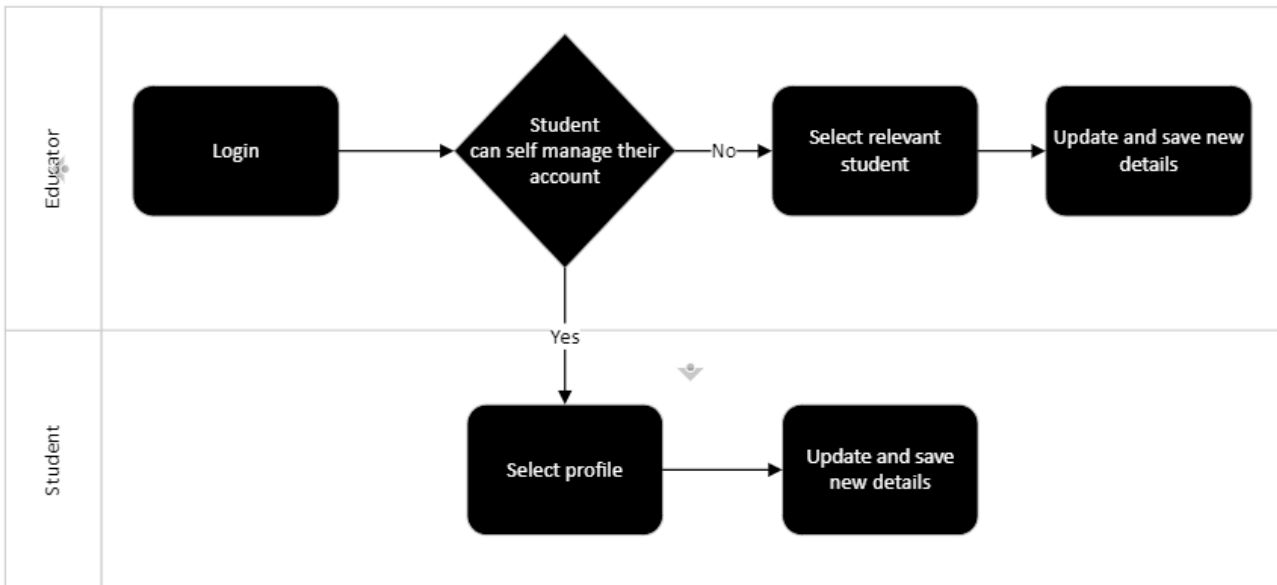 Educator
Login
Student
can self manage their
account
No
Select relevant
student
Update and save new
details
Yes
Student
Select profile
Update and save
new details